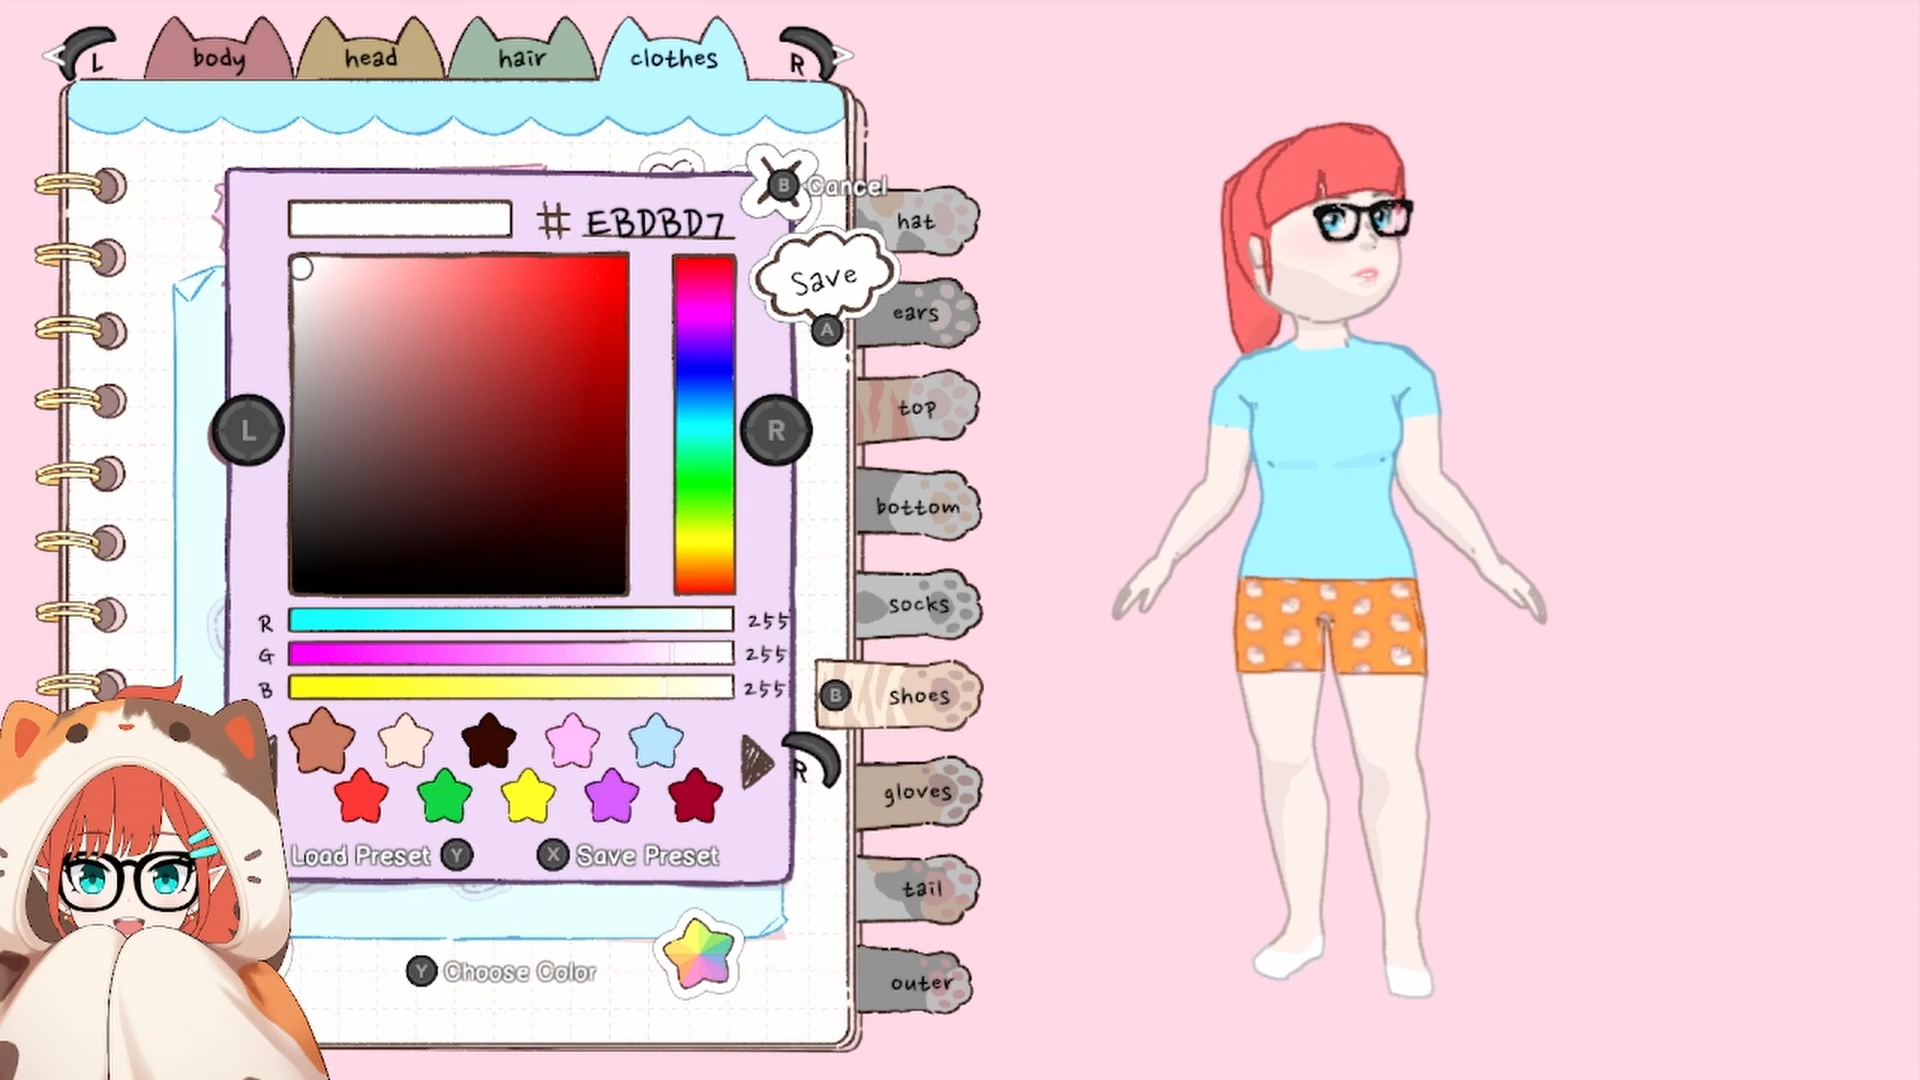 L body head hair clothes R
B Cancel
# EBDBD7
hat
Save
A
ears
top
L R
bottom
socks
R 255
G 255
B 255
B shoes
R
gloves
Load Preset Y X Save Preset
tail
Y Choose Color
outer